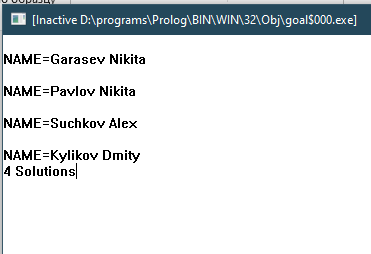 о образцу
[Inactive D:\programs\Prolog\BIN\WIN\32\Obj\goal$000.exe]
NAME=Garasev Nikita
NAME=Pavlov Nikita
NAME=Suchkov Alex
NAME=Kylikov Dmity
4 Solutions